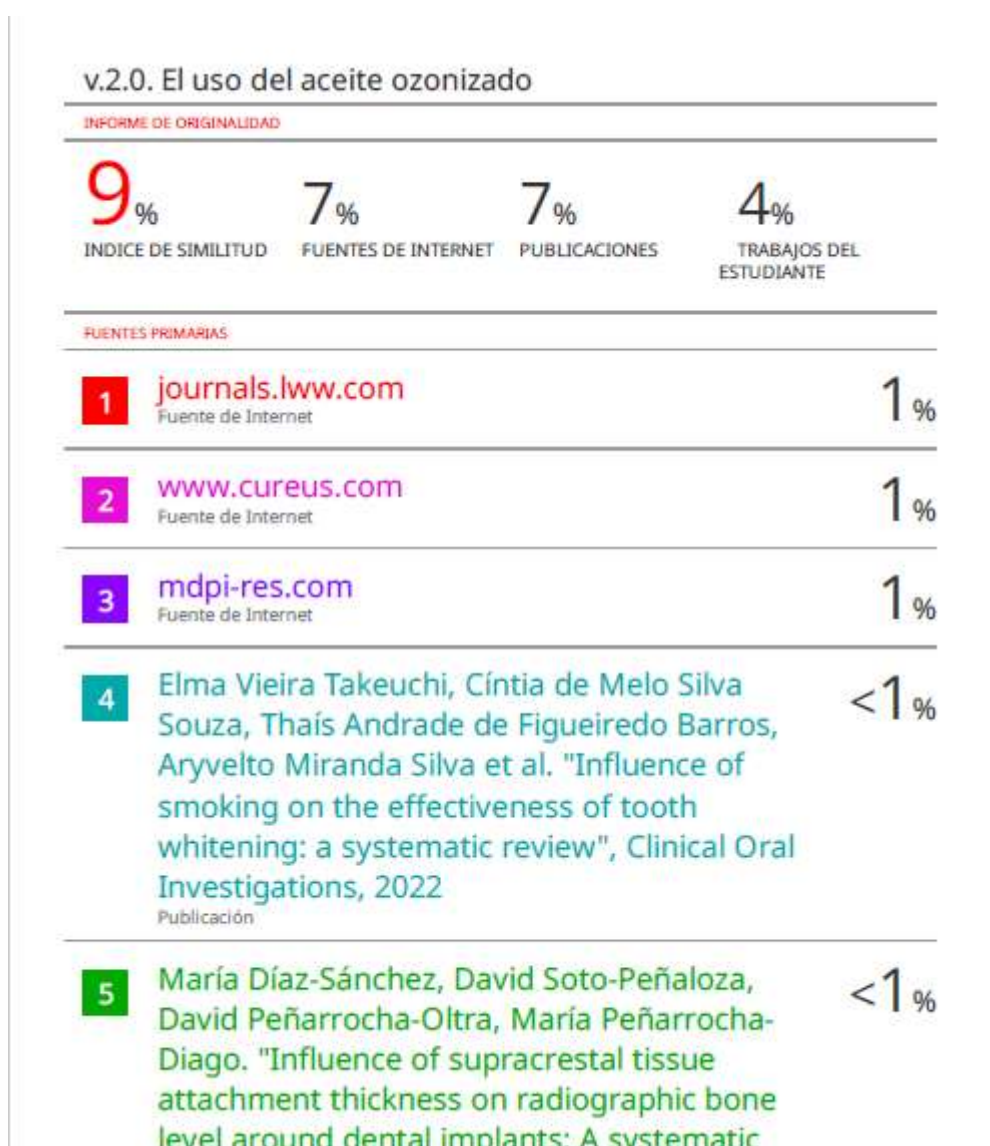 v.2.0. El uso del aceite ozonizado
INFORME DE ORIGINALIDAD
9%
INDICE DE SIMILITUD
7%
FUENTES DE INTERNET
7%
PUBLICACIONES
4%
TRABAJOS DEL
ESTUDIANTE
FUENTES PRIMARIAS
1
journals.lww.com
Fuente de Internet
1%
2
www.cureus.com
Fuente de Internet
1%
3
mdpi-res.com
Fuente de Internet
1%
4
Elma Vieira Takeuchi, Cíntia de Melo Silva
Souza, Thaís Andrade de Figueiredo Barros,
Aryvelto Miranda Silva et al. "Influence of
smoking on the effectiveness of tooth
whitening: a systematic review", Clinical Oral
Investigations, 2022
Publicación
<1%
5
María Díaz-Sánchez, David Soto-Peñaloza,
David Peñarrocha-Oltra, María Peñarrocha-
Diago. "Influence of supracrestal tissue
attachment thickness on radiographic bone
level around dental implants: A systematic
<1%